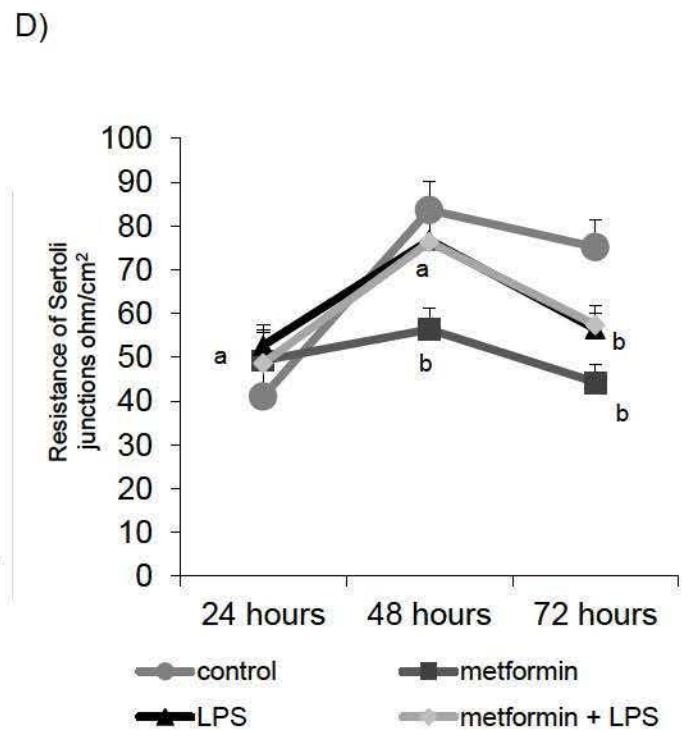 D)
Resistance of Sertoli
junctions ohm/cm²
100
90
80
70
60
50
40
30
20
10
0
a
a
b
b
b
24 hours 48 hours 72 hours
control metformin
LPS metformin + LPS